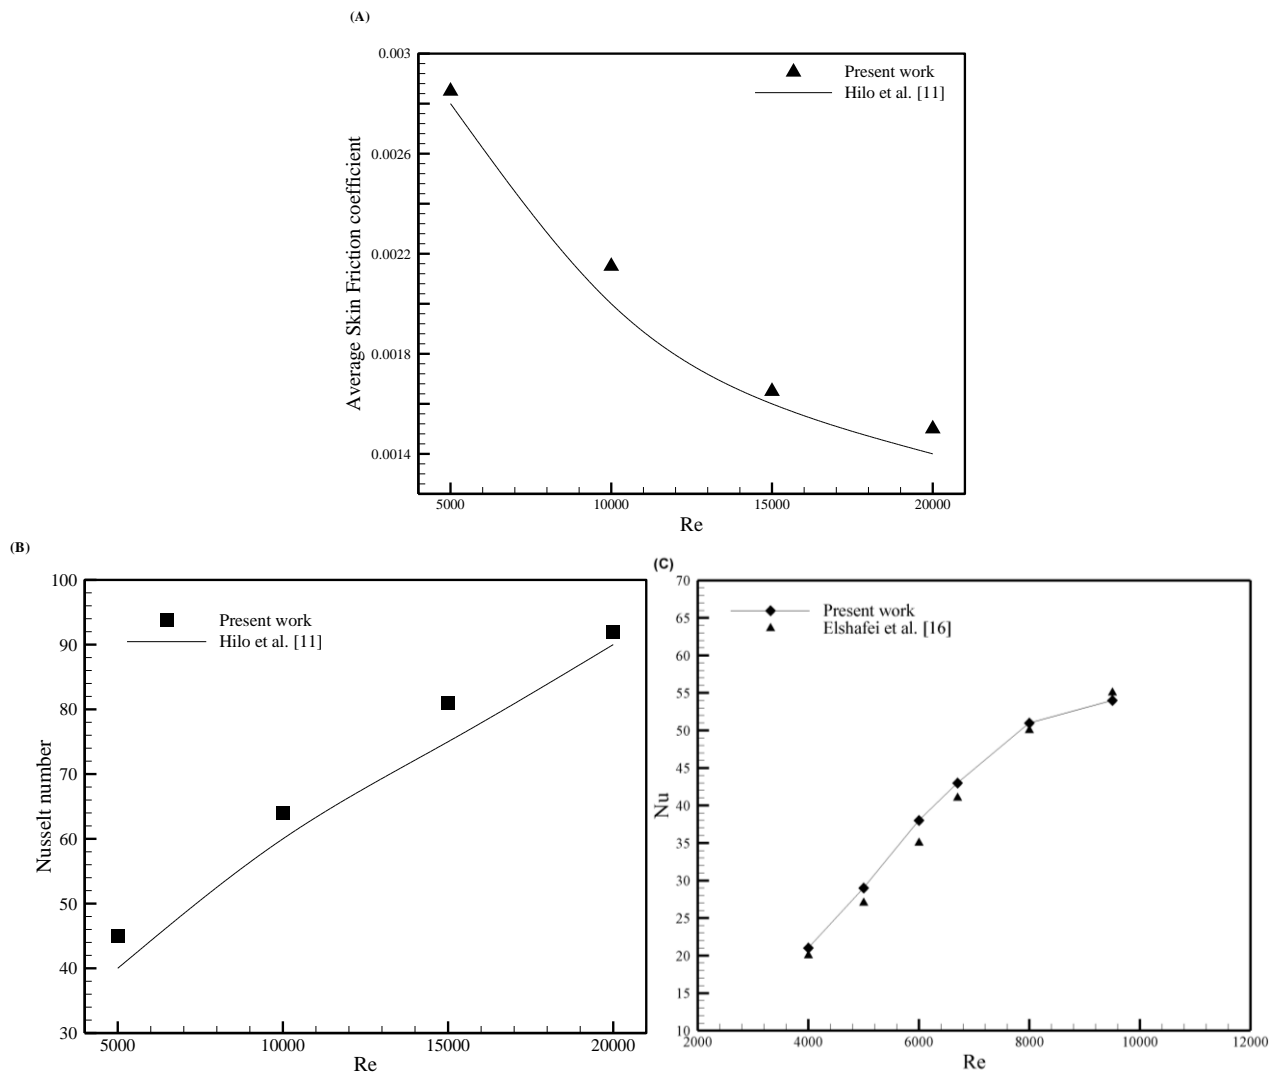 (A)
0.003
0.0026
0.0022
0.0018
0.0014
Average Skin Friction coefficient
Present work
Hilo et al. [11]
5000 10000 15000 20000
Re
(B)
100
90
80
70
60
50
40
30
Nusselt number
Present work
Hilo et al. [11]
5000 10000 15000 20000
Re
(C)
70
65
60
55
50
45
40
35
30
25
20
15
10
Nu
Present work
Elshafei et al. [16]
2000 4000 6000 8000 10000 12000
Re